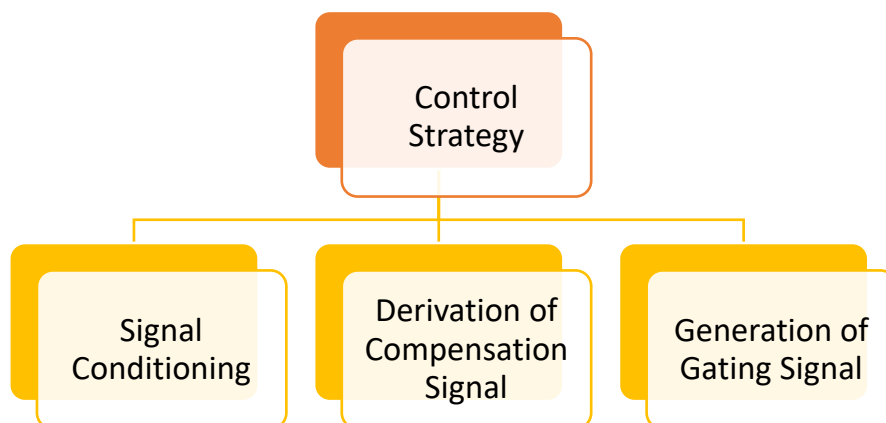 Control
Strategy
Signal
Conditioning
Derivation of
Compensation
Signal
Generation of
Gating Signal